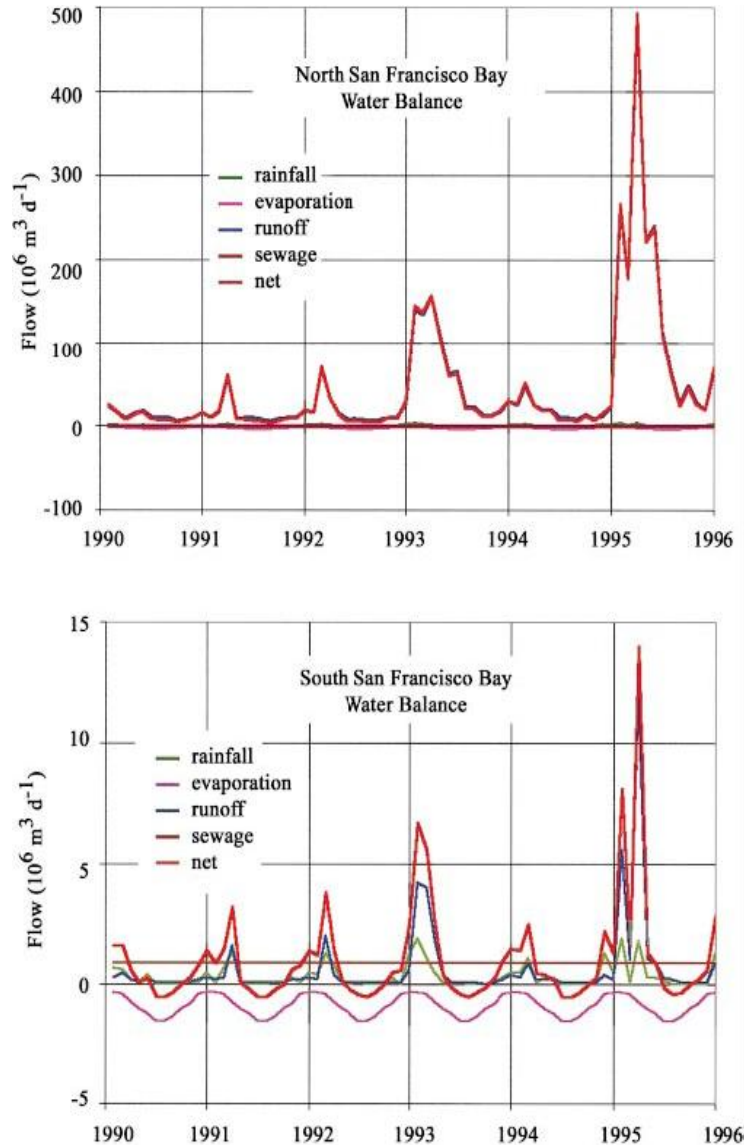 500
North San Francisco Bay
Water Balance
400
300
rainfall
evaporation
runoff
200
sewage
net
100
0
-100
Flow (10⁶ m³ d⁻¹)
1990 1991 1992 1993 1994 1995 1996
15
South San Francisco Bay
Water Balance
10
rainfall
evaporation
runoff
sewage
5
net
0
-5
Flow (10⁶ m³ d⁻¹)
1990 1991 1992 1993 1994 1995 1996